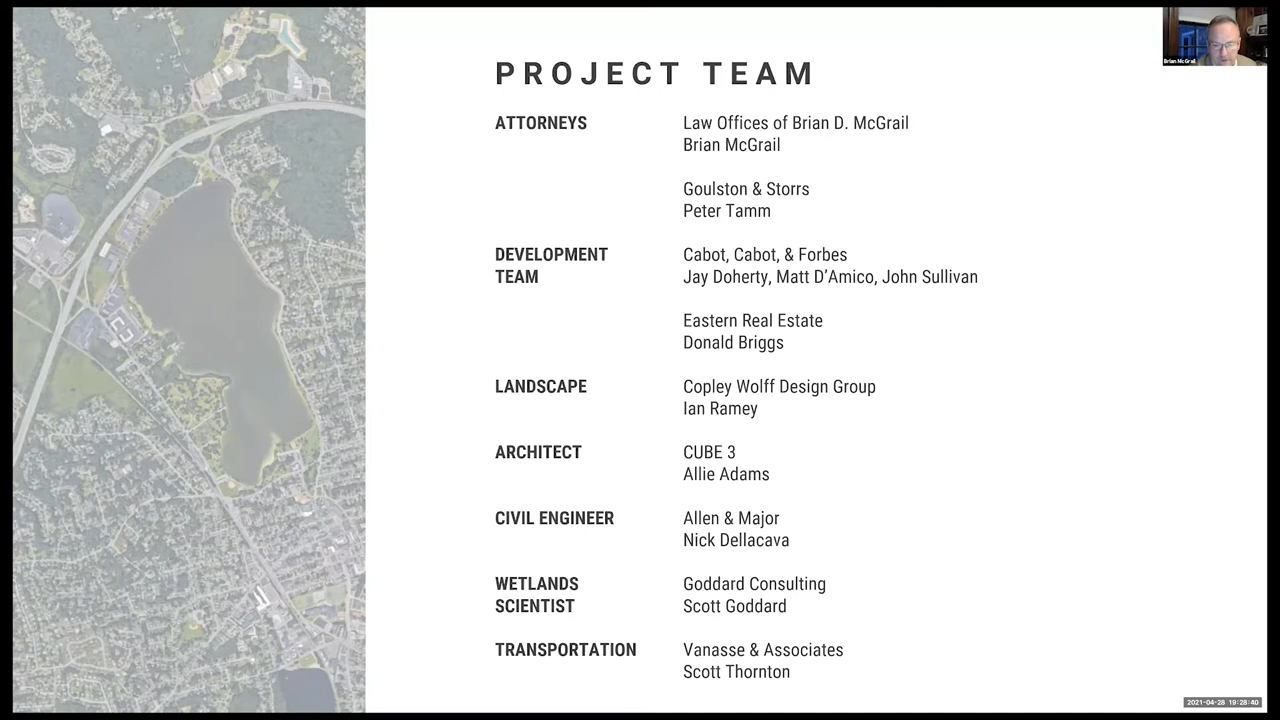 PROJECT TEAM
ATTORNEYS
Law Offices of Brian D. McGrail
Brian McGrail
Goulston & Storrs
Peter Tamm
DEVELOPMENT
TEAM
Cabot, Cabot, & Forbes
Jay Doherty, Matt D'Amico, John Sullivan
Eastern Real Estate
Donald Briggs
LANDSCAPE
Copley Wolff Design Group
Ian Ramey
ARCHITECT
CUBE 3
Allie Adams
CIVIL ENGINEER
Allen & Major
Nick Dellacava
WETLANDS
SCIENTIST
Goddard Consulting
Scott Goddard
TRANSPORTATION
Vanasse & Associates
Scott Thornton
Brian McGrail
2021-04-28 19:28:40